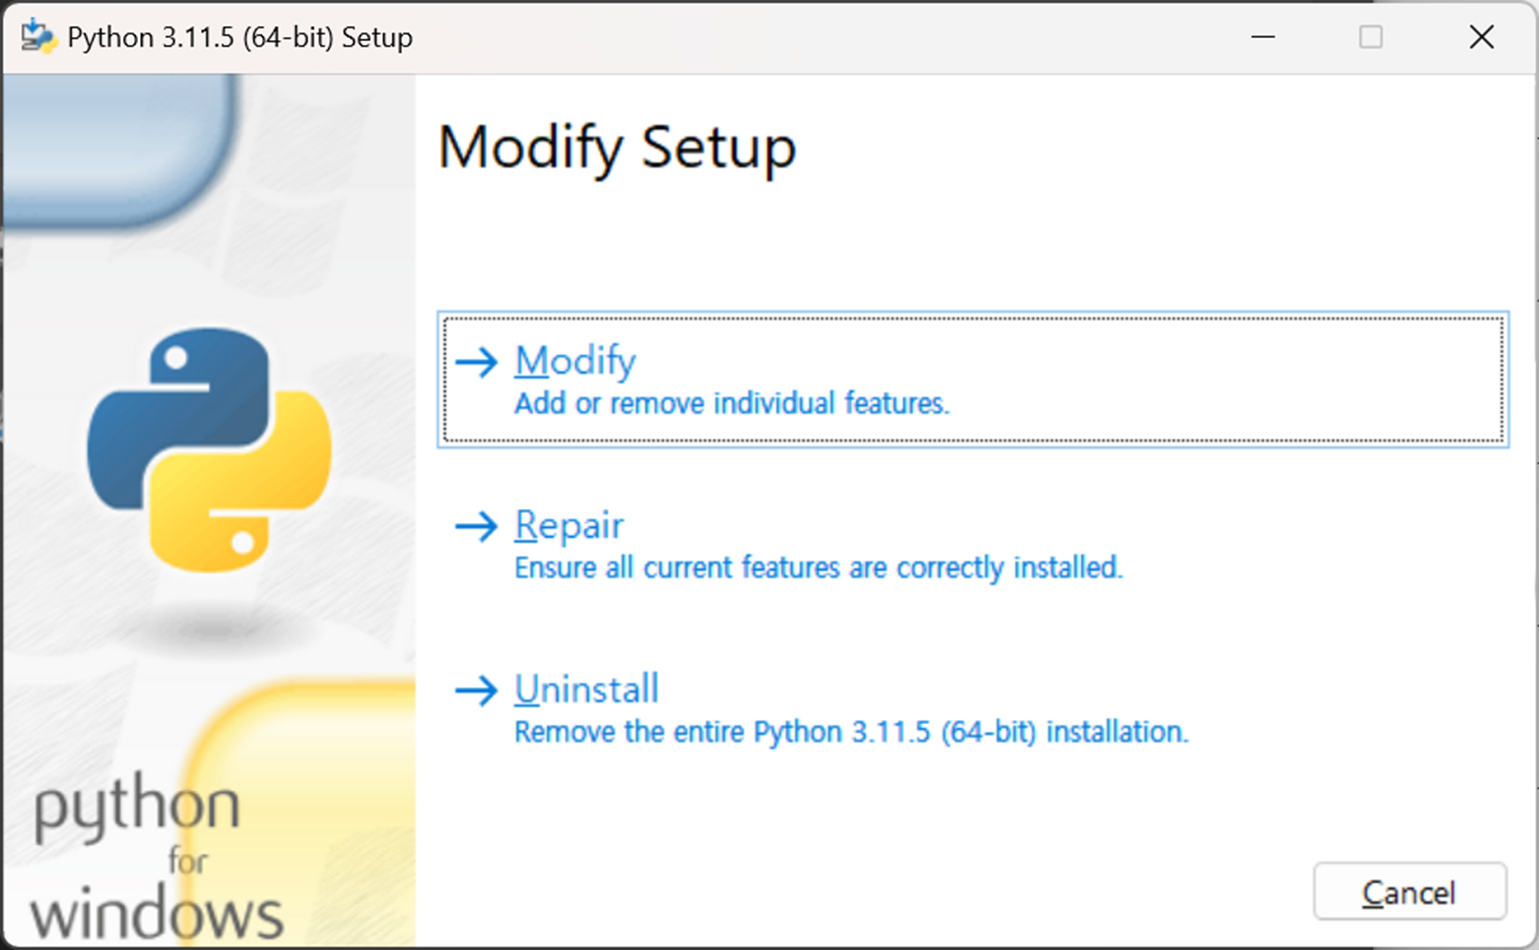 Python 3.11.5 (64-bit) Setup
Modify Setup
Modify
Add or remove individual features.
Repair
Ensure all current features are correctly installed.
Uninstall
Remove the entire Python 3.11.5 (64-bit) installation.
python
for
windows
Cancel